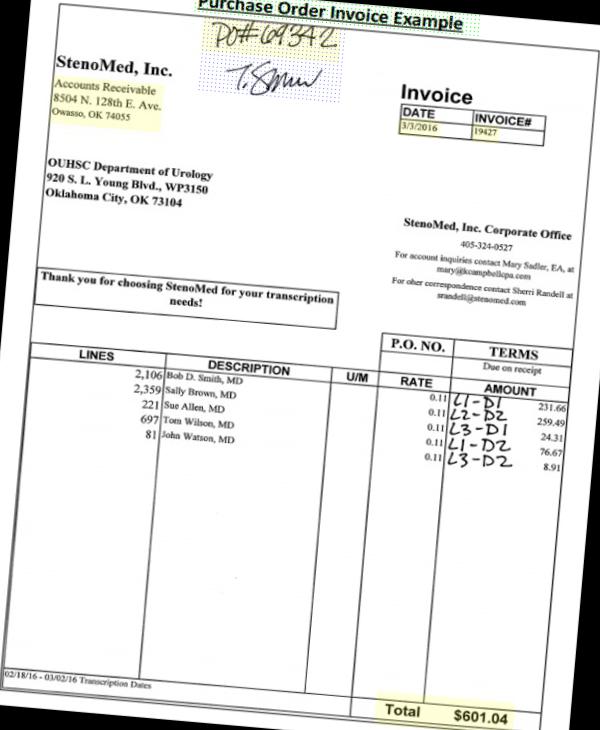 Purchase Order Invoice Example
PO# 69342
StenoMed, Inc.
Accounts Receivable
8504 N. 128th E. Ave.
Owasso, OK 74055
Invoice
DATE INVOICE#
3/3/2016 19427
OUHSC Department of Urology
920 S. L. Young Blvd., WP3150
Oklahoma City, OK 73104
StenoMed, Inc. Corporate Office
405-324-0527
For account inquiries contact Mary Sadler, EA, at
mary@kcampbellcpa.com
For oher correspondence contact Sherri Randell at
srandell@stenomed.com
Thank you for choosing StenoMed for your transcription
needs!
P.O. NO. TERMS
Due on receipt
LINES DESCRIPTION U/M RATE AMOUNT
2,106 Bob D. Smith, MD 0.11 L1-D1 231.66
2,359 Sally Brown, MD 0.11 L2-D2 259.49
221 Sue Allen, MD 0.11 L3-D1 24.31
697 Tom Wilson, MD 0.11 L1-D2 76.67
81 John Watson, MD 0.11 L3-D2 8.91
02/18/16 - 03/02/16 Transcription Dates
Total $601.04